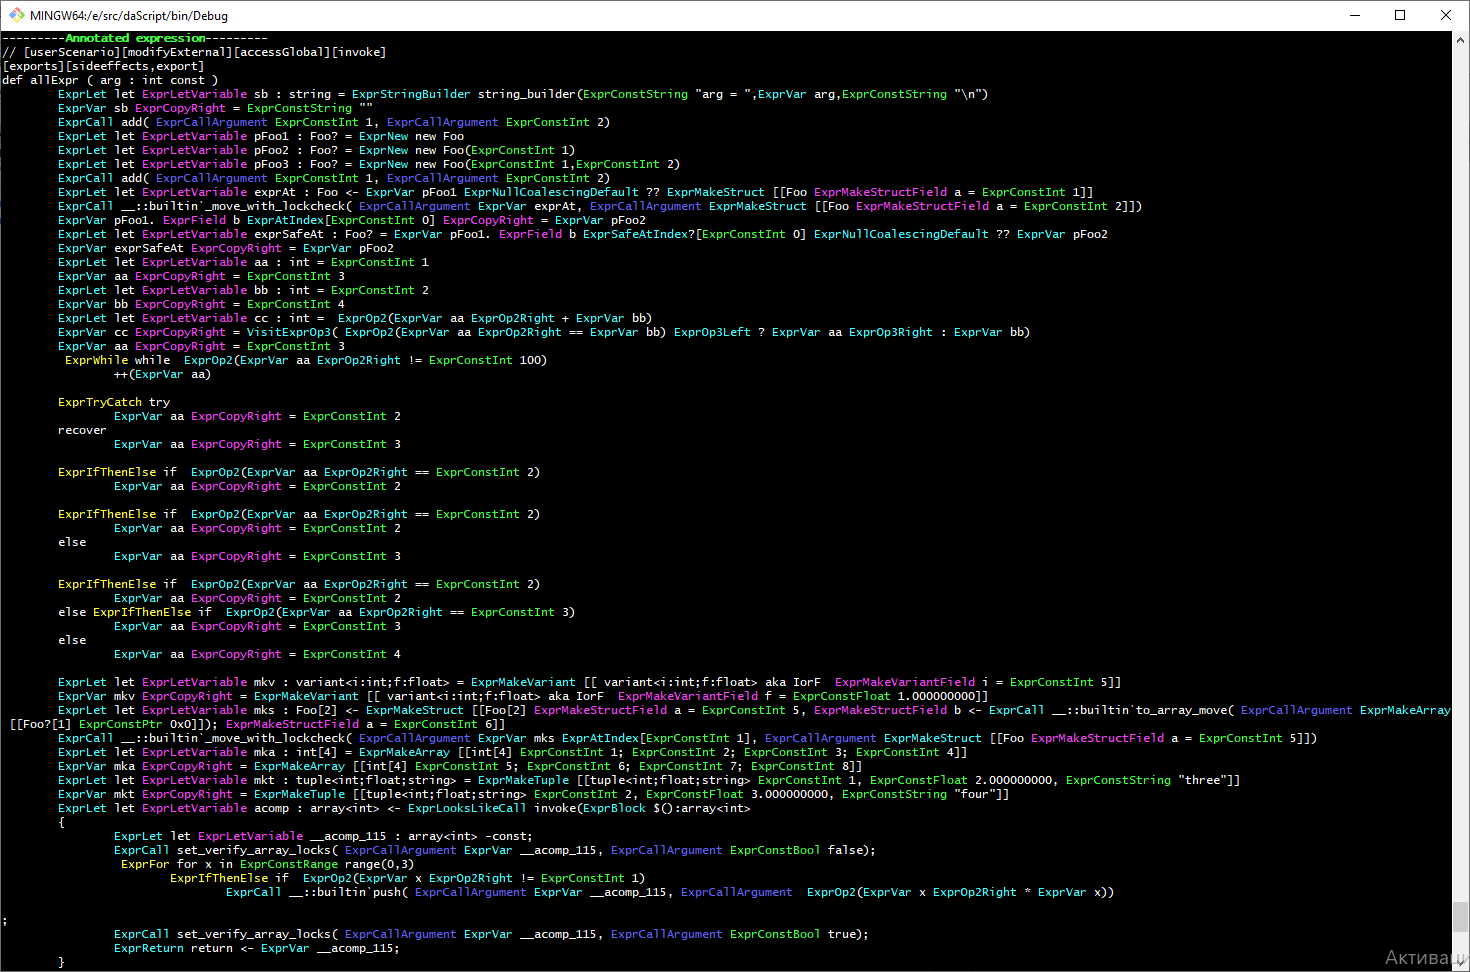 MINGW64:/e/src/daScript/bin/Debug
---------Annotated expression---------
// [userScenario][modifyExternal][accessGlobal][invoke]
[exports][sideeffects,export]
def allExpr ( arg : int const )
ExprLet let ExprLetVariable sb : string = ExprStringBuilder string_builder(ExprConstString "arg = ",ExprVar arg,ExprConstString "\n")
ExprVar sb ExprCopyRight = ExprConstString ""
ExprCall add( ExprCallArgument ExprConstInt 1, ExprCallArgument ExprConstInt 2)
ExprLet let ExprLetVariable pFoo1 : Foo? = ExprNew new Foo
ExprLet let ExprLetVariable pFoo2 : Foo? = ExprNew new Foo(ExprConstInt 1)
ExprLet let ExprLetVariable pFoo3 : Foo? = ExprNew new Foo(ExprConstInt 1,ExprConstInt 2)
ExprCall add( ExprCallArgument ExprConstInt 1, ExprCallArgument ExprConstInt 2)
ExprLet let ExprLetVariable exprAt : Foo <- ExprVar pFoo1 ExprNullCoalescingDefault ?? ExprMakeStruct [[Foo ExprMakeStructField a = ExprConstInt 1]]
ExprCall __::builtin`_move_with_lockcheck( ExprCallArgument ExprVar exprAt, ExprCallArgument ExprMakeStruct [[Foo ExprMakeStructField a = ExprConstInt 2]])
ExprVar pFoo1. ExprField b ExprAtIndex[ExprConstInt 0] ExprCopyRight = ExprVar pFoo2
ExprLet let ExprLetVariable exprSafeAt : Foo? = ExprVar pFoo1. ExprField b ExprSafeAtIndex?[ExprConstInt 0] ExprNullCoalescingDefault ?? ExprVar pFoo2
ExprVar exprSafeAt ExprCopyRight = ExprVar pFoo2
ExprLet let ExprLetVariable aa : int = ExprConstInt 1
ExprVar aa ExprCopyRight = ExprConstInt 3
ExprLet let ExprLetVariable bb : int = ExprConstInt 2
ExprVar bb ExprCopyRight = ExprConstInt 4
ExprLet let ExprLetVariable cc : int =  ExprOp2(ExprVar aa ExprOp2Right + ExprVar bb)
ExprVar cc ExprCopyRight = VisitExprOp3( ExprOp2(ExprVar aa ExprOp2Right == ExprVar bb) ExprOp3Left ? ExprVar aa ExprOp3Right : ExprVar bb)
ExprVar aa ExprCopyRight = ExprConstInt 3
ExprWhile while  ExprOp2(ExprVar aa ExprOp2Right != ExprConstInt 100)
++(ExprVar aa)
ExprTryCatch try
ExprVar aa ExprCopyRight = ExprConstInt 2
recover
ExprVar aa ExprCopyRight = ExprConstInt 3
ExprIfThenElse if  ExprOp2(ExprVar aa ExprOp2Right == ExprConstInt 2)
ExprVar aa ExprCopyRight = ExprConstInt 2
ExprIfThenElse if  ExprOp2(ExprVar aa ExprOp2Right == ExprConstInt 2)
ExprVar aa ExprCopyRight = ExprConstInt 2
else
ExprVar aa ExprCopyRight = ExprConstInt 3
ExprIfThenElse if  ExprOp2(ExprVar aa ExprOp2Right == ExprConstInt 2)
ExprVar aa ExprCopyRight = ExprConstInt 2
else ExprIfThenElse if  ExprOp2(ExprVar aa ExprOp2Right == ExprConstInt 3)
ExprVar aa ExprCopyRight = ExprConstInt 3
else
ExprVar aa ExprCopyRight = ExprConstInt 4
ExprLet let ExprLetVariable mkv : variant<i:int;f:float> = ExprMakeVariant [[ variant<i:int;f:float> aka IorF  ExprMakeVariantField i = ExprConstInt 5]]
ExprVar mkv ExprCopyRight = ExprMakeVariant [[ variant<i:int;f:float> aka IorF  ExprMakeVariantField f = ExprConstFloat 1.000000000]]
ExprLet let ExprLetVariable mks : Foo[2] <- ExprMakeStruct [[Foo[2] ExprMakeStructField a = ExprConstInt 5, ExprMakeStructField b <- ExprCall __::builtin`to_array_move( ExprCallArgument ExprMakeArray
[[Foo?[1] ExprConstPtr 0x0]]); ExprMakeStructField a = ExprConstInt 6]]
ExprCall __::builtin`_move_with_lockcheck( ExprCallArgument ExprVar mks ExprAtIndex[ExprConstInt 1], ExprCallArgument ExprMakeStruct [[Foo ExprMakeStructField a = ExprConstInt 5]])
ExprLet let ExprLetVariable mka : int[4] = ExprMakeArray [[int[4] ExprConstInt 1; ExprConstInt 2; ExprConstInt 3; ExprConstInt 4]]
ExprVar mka ExprCopyRight = ExprMakeArray [[int[4] ExprConstInt 5; ExprConstInt 6; ExprConstInt 7; ExprConstInt 8]]
ExprLet let ExprLetVariable mkt : tuple<int;float;string> = ExprMakeTuple [[tuple<int;float;string> ExprConstInt 1, ExprConstFloat 2.000000000, ExprConstString "three"]]
ExprVar mkt ExprCopyRight = ExprMakeTuple [[tuple<int;float;string> ExprConstInt 2, ExprConstFloat 3.000000000, ExprConstString "four"]]
ExprLet let ExprLetVariable acomp : array<int> <- ExprLooksLikeCall invoke(ExprBlock $():array<int>
{
ExprLet let ExprLetVariable __acomp_115 : array<int> -const;
ExprCall set_verify_array_locks( ExprCallArgument ExprVar __acomp_115, ExprCallArgument ExprConstBool false);
ExprFor for x in ExprConstRange range(0,3)
ExprIfThenElse if  ExprOp2(ExprVar x ExprOp2Right != ExprConstInt 1)
ExprCall __::builtin`push( ExprCallArgument ExprVar __acomp_115, ExprCallArgument  ExprOp2(ExprVar x ExprOp2Right * ExprVar x))
;
ExprCall set_verify_array_locks( ExprCallArgument ExprVar __acomp_115, ExprCallArgument ExprConstBool true);
ExprReturn return <- ExprVar __acomp_115;
}